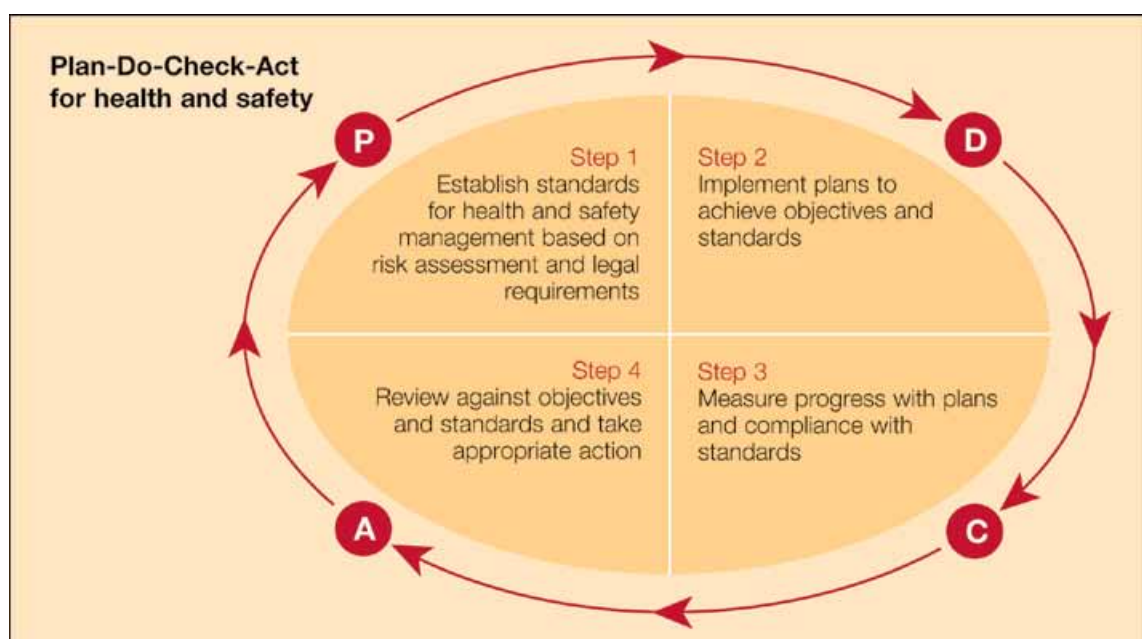 Plan-Do-Check-Act
for health and safety
P
D
Step 1
Establish standards
for health and safety
management based on
risk assessment and legal
requirements
Step 2
Implement plans to
achieve objectives and
standards
Step 4
Review against objectives
and standards and take
appropriate action
Step 3
Measure progress with plans
and compliance with
standards
A
C